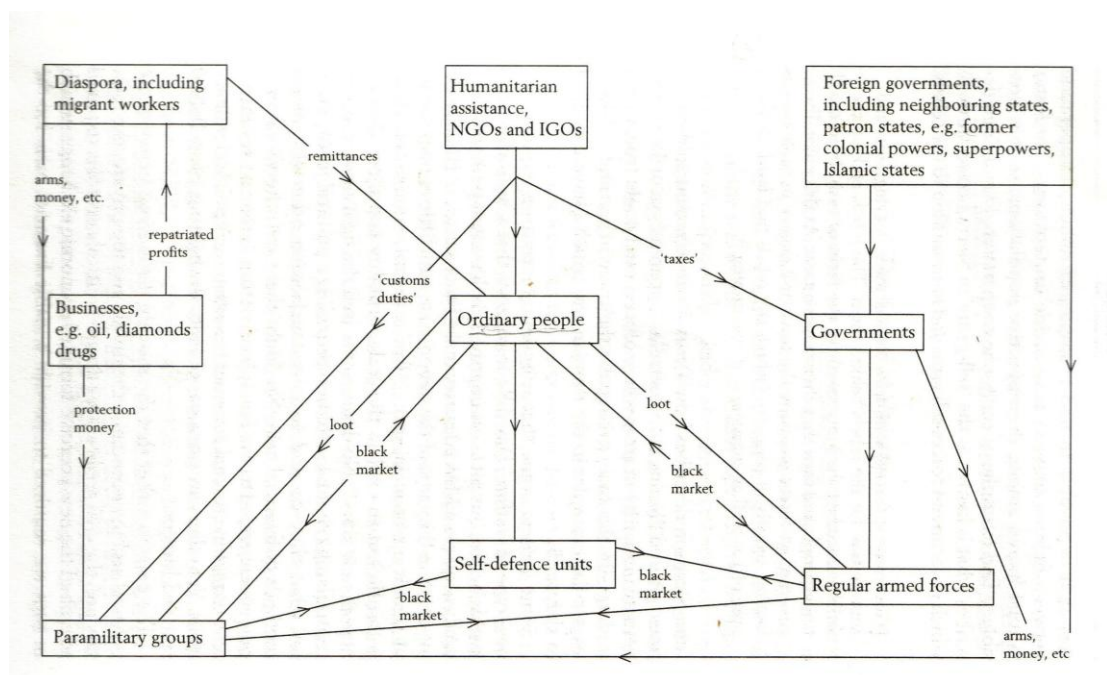 Diaspora, including
migrant workers
Humanitarian
assistance,
NGOs and IGOs
Foreign governments,
including neighbouring states,
patron states, e.g. former
colonial powers, superpowers,
Islamic states
remittances
arms,
money, etc.
repatriated
profits
'taxes'
'customs
duties'
Businesses,
e.g. oil, diamonds
drugs
Ordinary people
Governments
protection
money
loot
loot
black
market
black
market
Self-defence units
Regular armed forces
black
market
black
market
Paramilitary groups
arms,
money, etc